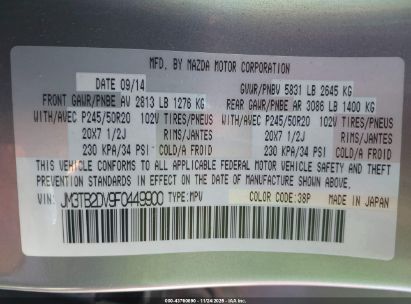 MFD. BY MAZDA MOTOR CORPORATION
DATE 09/14 GVWR/PNBV 5831 LB 2645 KG
FRONT GAWR/PNBE AV 2813 LB 1276 KG REAR GAWR/PNBE AR 3086 LB 1400 KG
WITH/AVEC P245/50R20 102V TIRES/PNEUS WITH/AVEC P245/50R20 102V TIRES/PNEUS
20X7 1/2J RIMS/JANTES 20X7 1/2J RIMS/JANTES
230 KPA/34 PSI COLD/A FROID 230 KPA/34 PSI COLD/A FROID
THIS VEHICLE CONFORMS TO ALL APPLICABLE FEDERAL MOTOR VEHICLE SAFETY AND THEFT
PREVENTION STANDARDS IN EFFECT ON THE DATE OF MANUFACTURE SHOWN ABOVE.
VIN: JM3TB2DV9F0449900 TYPE:MPV COLOR CODE:38P MADE IN JAPAN